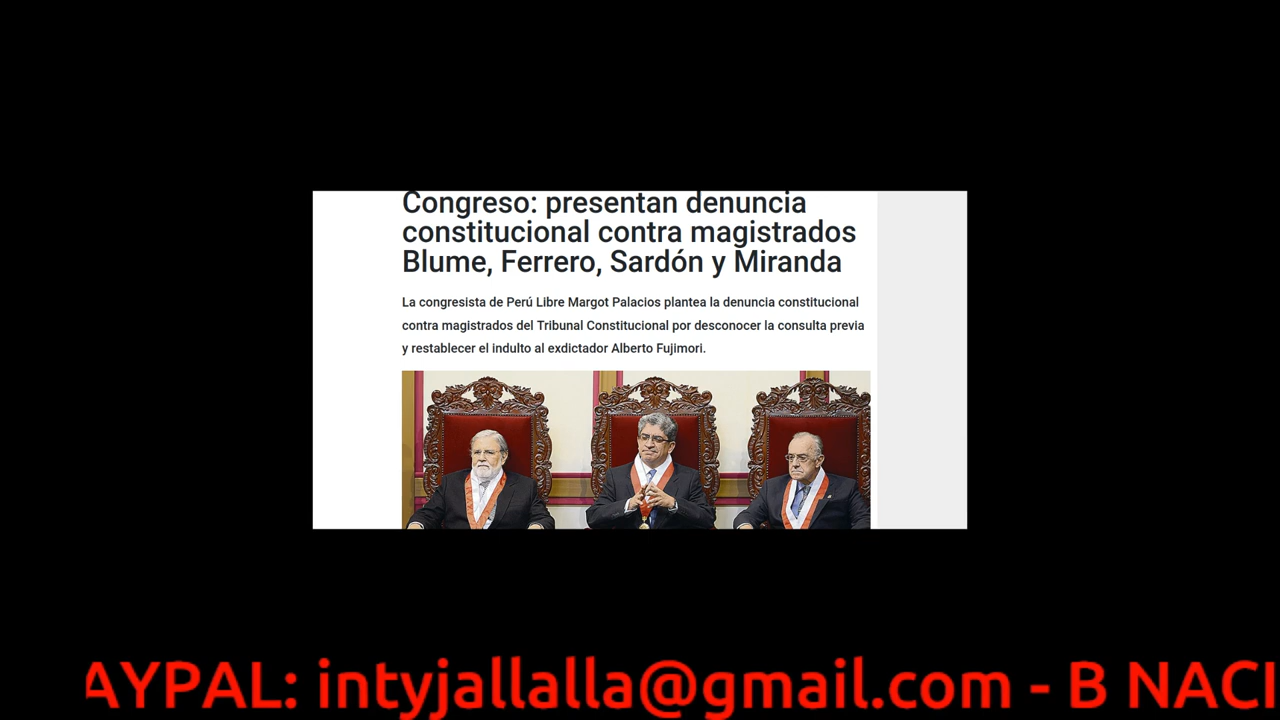 Congreso: presentan denuncia
constitucional contra magistrados
Blume, Ferrero, Sardón y Miranda
La congresista de Perú Libre Margot Palacios plantea la denuncia constitucional
contra magistrados del Tribunal Constitucional por desconocer la consulta previa
y restablecer el indulto al exdictador Alberto Fujimori.
AYPAL: intyjallalla@gmail.com - B NACI